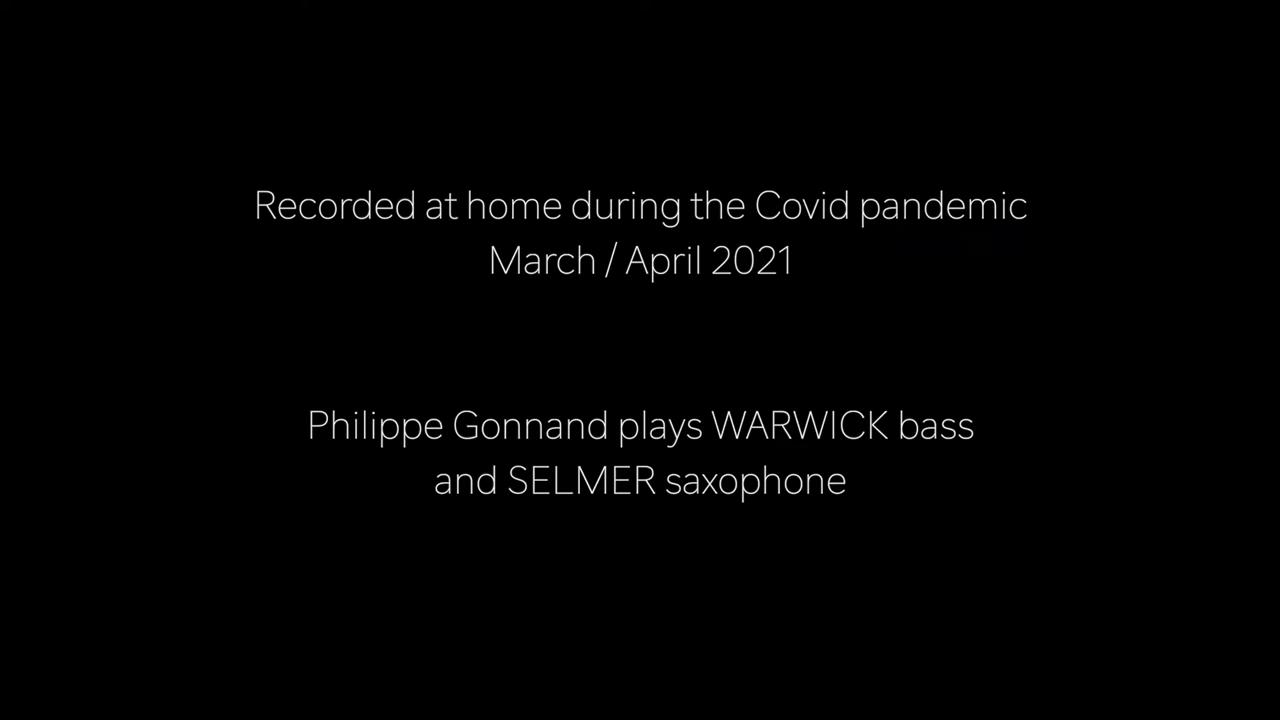 Recorded at home during the Covid pandemic
March / April 2021
Philippe Gonnand plays WARWICK bass
and SELMER saxophone